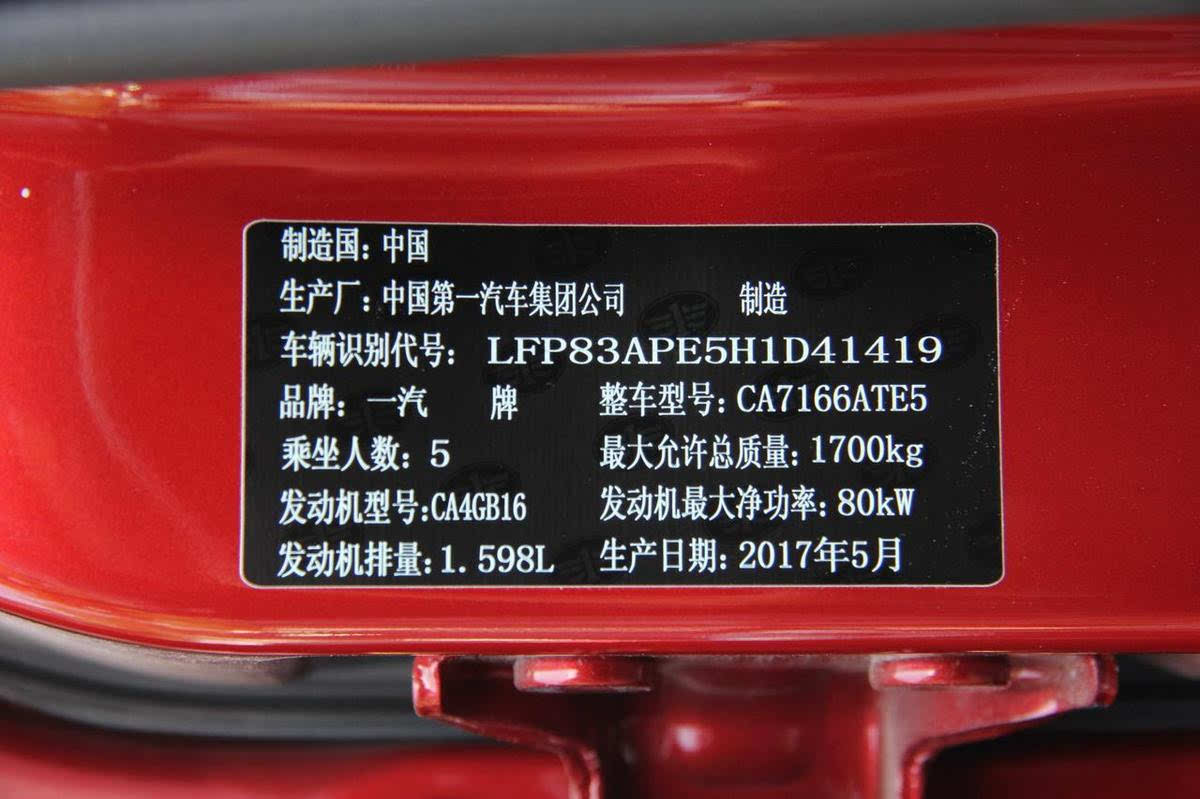 制造国：中国
生产厂：中国第一汽车集团公司 制造
车辆识别代号： LFP83APE5H1D41419
品牌：一汽 牌 整车型号：CA7166ATE5
乘坐人数：5 最大允许总质量：1700kg
发动机型号：CA4GB16 发动机最大净功率：80kW
发动机排量：1.598L 生产日期：2017年5月